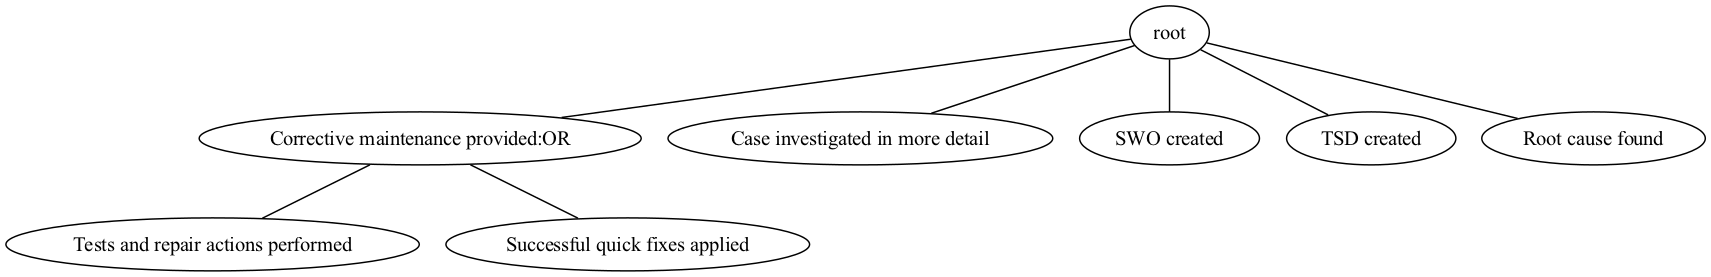 root
Corrective maintenance provided:OR
Case investigated in more detail
SWO created
TSD created
Root cause found
Tests and repair actions performed
Successful quick fixes applied